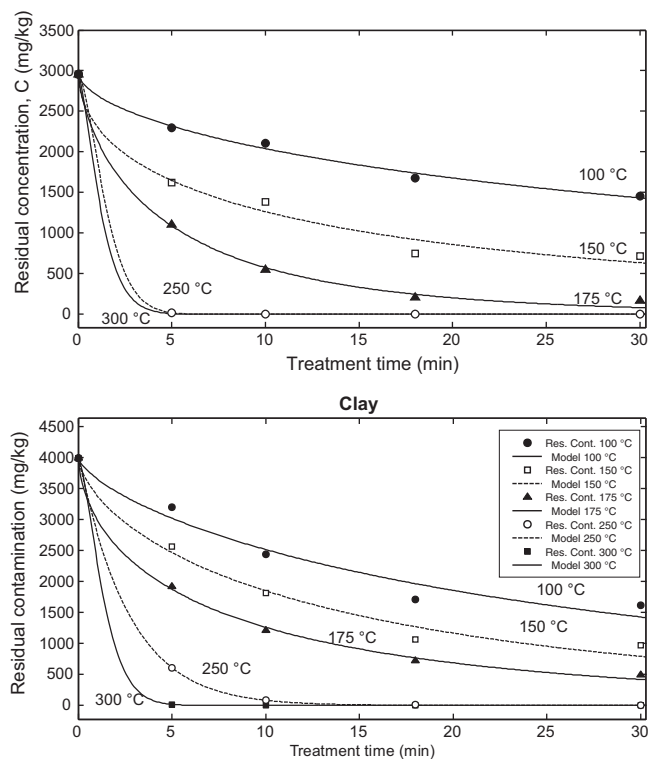 Residual concentration, C (mg/kg)
3500
3000
2500
2000
1500
1000
500
0
100 °C
150 °C
175 °C
250 °C
300 °C
0
5
10
15
20
25
30
Treatment time (min)
Clay
Residual contamination (mg/kg)
4500
4000
3500
3000
2500
2000
1500
1000
500
0
Res. Cont. 100 °C
Model 100 °C
Res. Cont. 150 °C
Model 150 °C
Res. Cont. 175 °C
Model 175 °C
Res. Cont. 250 °C
Model 250 °C
Res. Cont. 300 °C
Model 300 °C
100 °C
150 °C
175 °C
250 °C
300 °C
0
5
10
15
20
25
30
Treatment time (min)